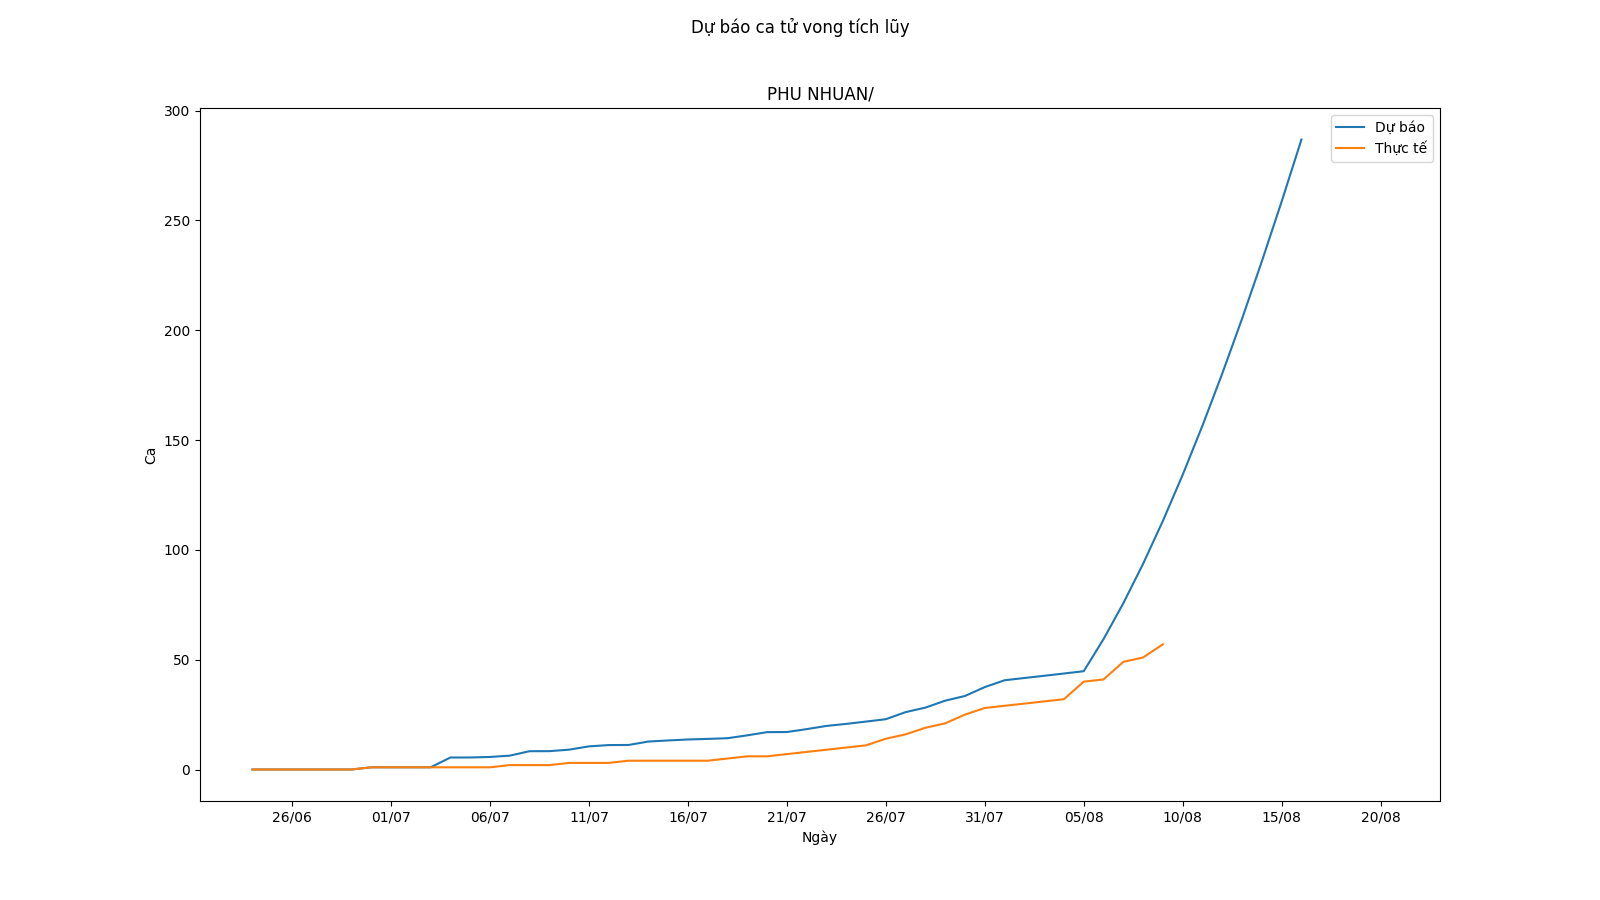 Dự báo ca tử vong tích lũy
PHU NHUAN/
300
250
200
150
100
50
0
Ca
Dự báo
Thực tế
26/06 01/07 06/07 11/07 16/07 21/07 26/07 31/07 05/08 10/08 15/08 20/08
Ngày